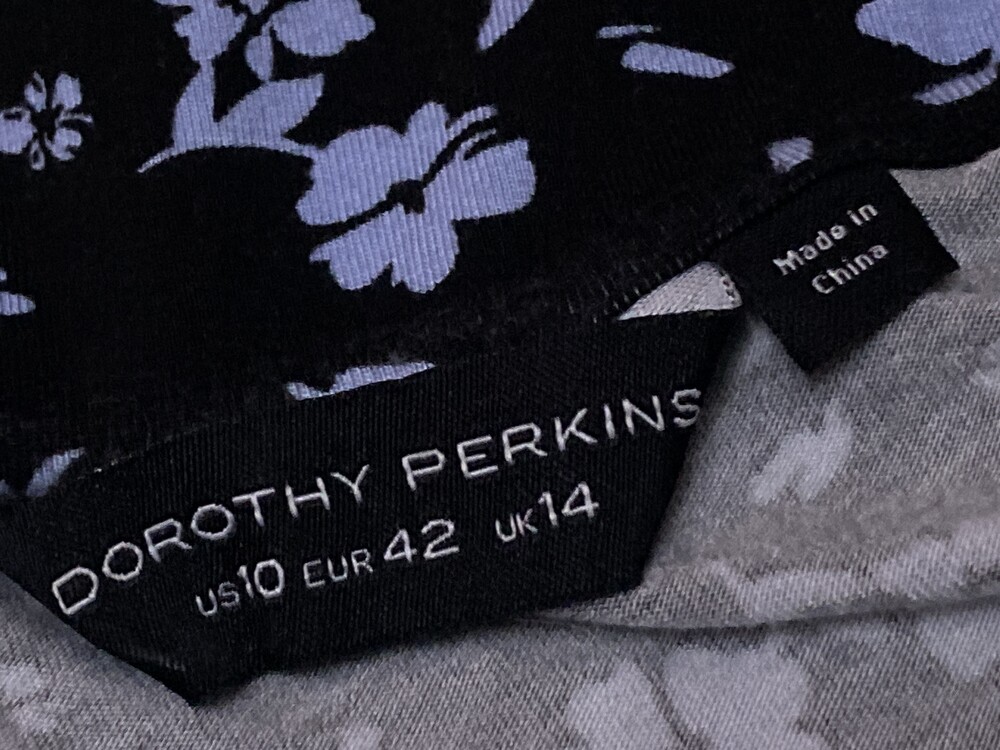 Made in
China
DOROTHY PERKINS
US10 EUR 42 UK14